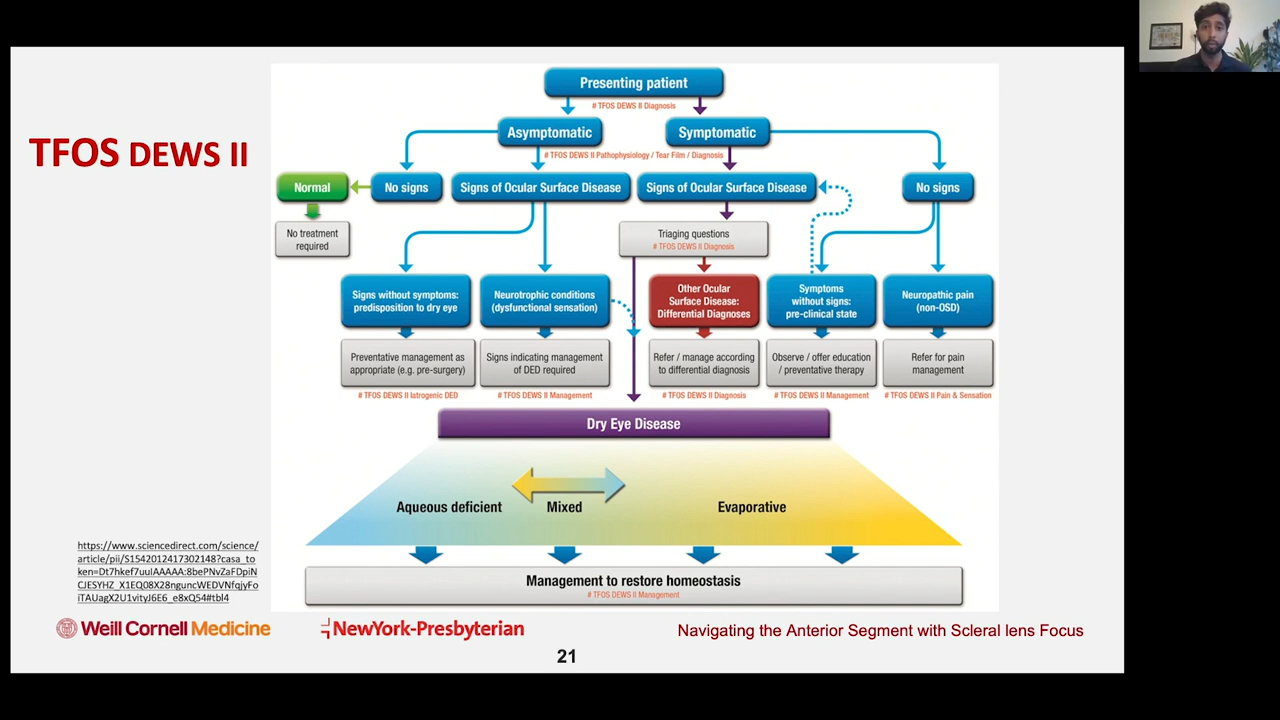 TFOS DEWS II
Presenting patient
# TFOS DEWS II Diagnosis
Asymptomatic
Symptomatic
# TFOS DEWS II Pathophysiology / Tear Film / Diagnosis
Normal
No signs
Signs of Ocular Surface Disease
Signs of Ocular Surface Disease
No signs
No treatment
required
Triaging questions
# TFOS DEWS II Diagnosis
Signs without symptoms:
predisposition to dry eye
Neurotrophic conditions
(dysfunctional sensation)
Other Ocular
Surface Disease:
Differential Diagnoses
Symptoms
without signs:
pre-clinical state
Neuropathic pain
(non-OSD)
Preventative management as
appropriate (e.g. pre-surgery)
Signs indicating management
of DED required
Refer / manage according
to differential diagnosis
Observe / offer education
/ preventative therapy
Refer for pain
management
# TFOS DEWS II Iatrogenic DED
# TFOS DEWS II Management
# TFOS DEWS II Diagnosis
# TFOS DEWS II Management
# TFOS DEWS II Pain & Sensation
Dry Eye Disease
Aqueous deficient
Mixed
Evaporative
Management to restore homeostasis
# TFOS DEWS II Management
https://www.sciencedirect.com/science/
article/pii/S1542012417302148?casa_to
ken=Dt7hkef7uuIAAAAA:8bePNvZaFDpiN
CJESYHZ_X1EQ08X28nguncWEDVNfqjyFo
iTAUagX2U1vityJ6E6_e8xQ54#tbl4
Weill Cornell Medicine
NewYork-Presbyterian
Navigating the Anterior Segment with Scleral lens Focus
21